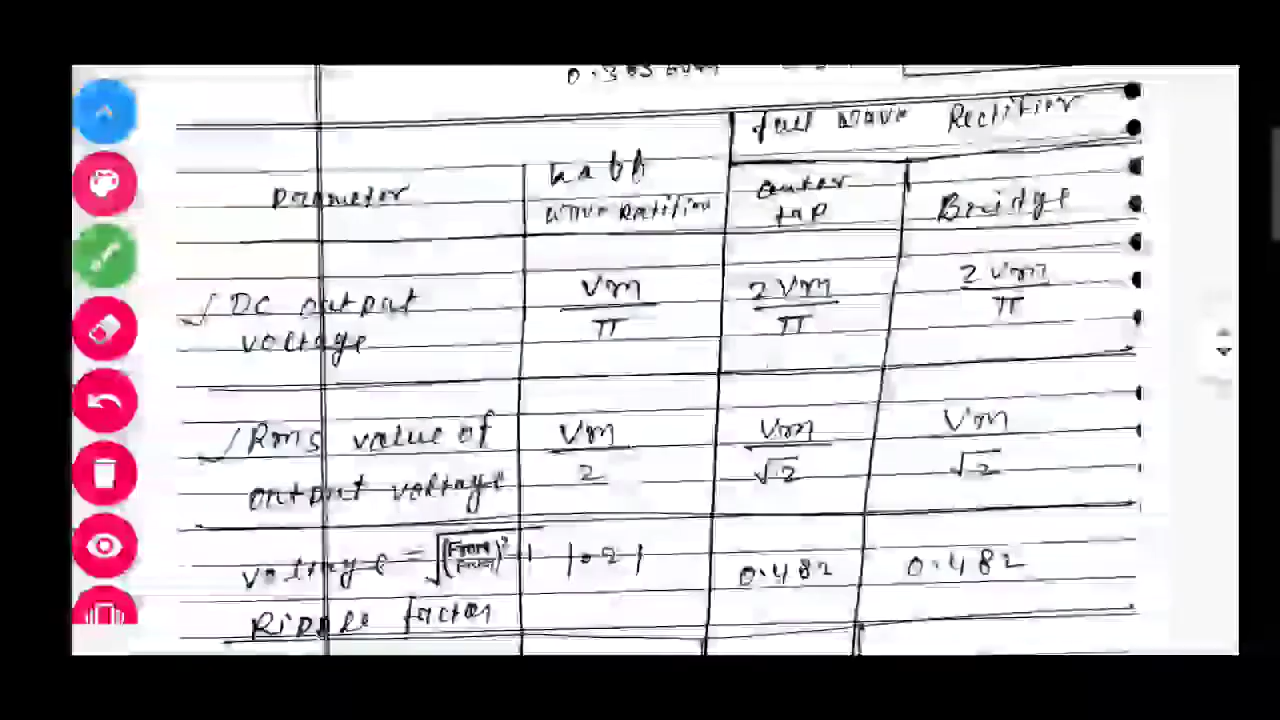 full wave Rectifier
Parameter
half
wave Rectifier
center
tap
Bridge
DC output
voltage
Vm
π
2Vm
π
2Vm
π
Rms value of
output voltage
Vm
2
Vm
√2
Vm
√2
voltage =
1.21
0.482
0.482
Ripple factor